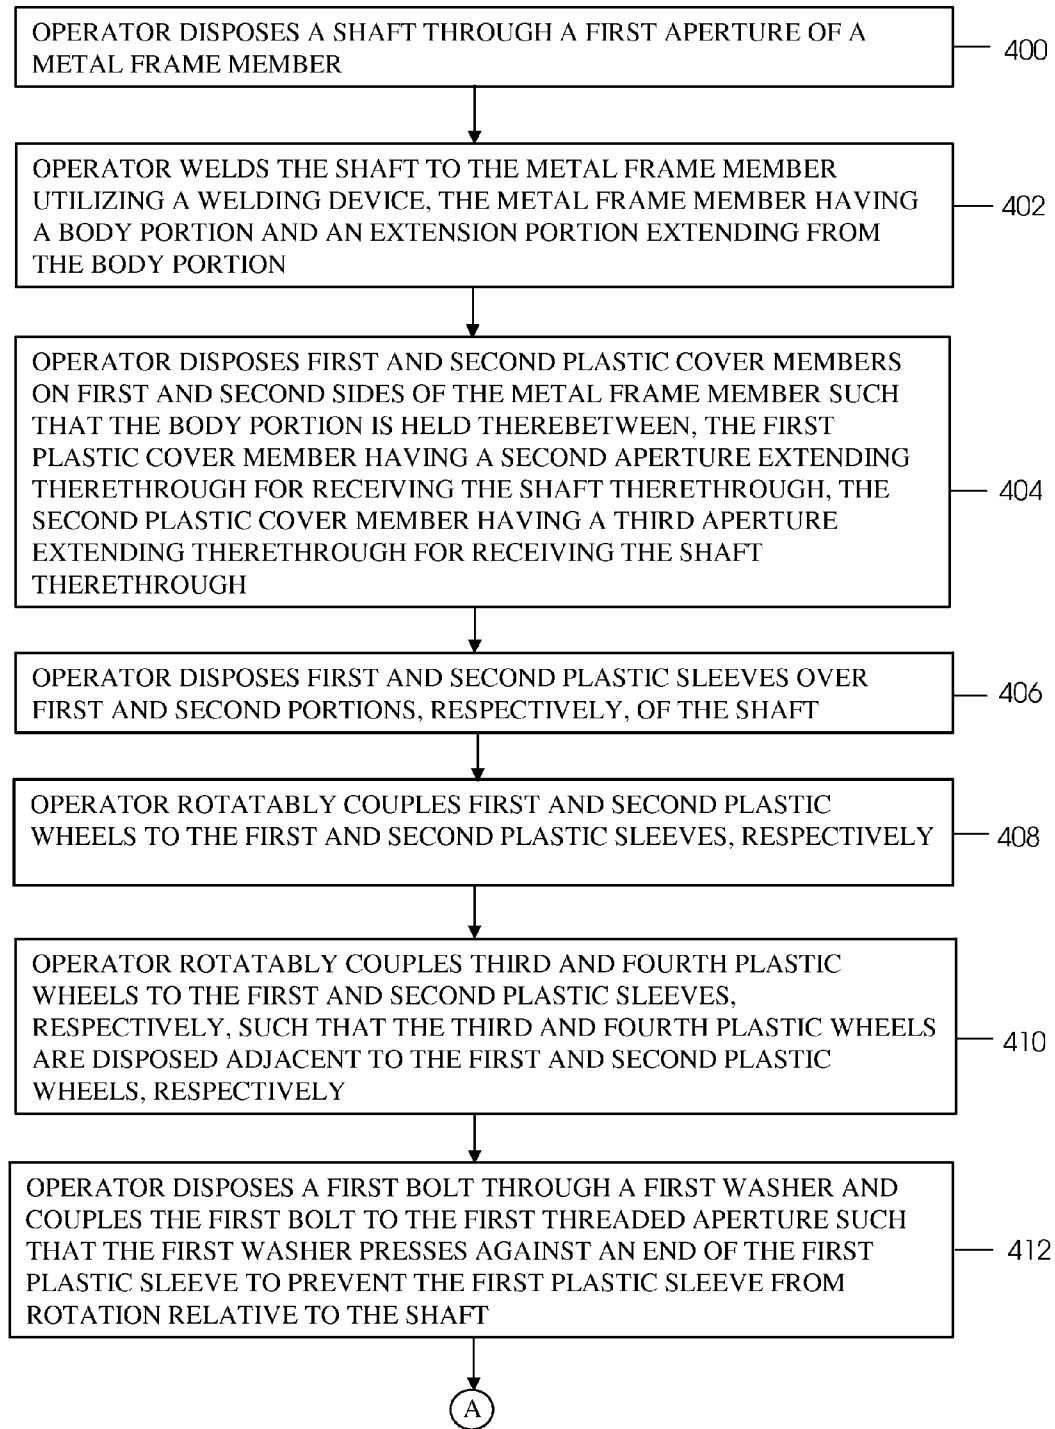 OPERATOR DISPOSES A SHAFT THROUGH A FIRST APERTURE OF A
METAL FRAME MEMBER
400
OPERATOR WELDS THE SHAFT TO THE METAL FRAME MEMBER
UTILIZING A WELDING DEVICE, THE METAL FRAME MEMBER HAVING
A BODY PORTION AND AN EXTENSION PORTION EXTENDING FROM
THE BODY PORTION
402
OPERATOR DISPOSES FIRST AND SECOND PLASTIC COVER MEMBERS
ON FIRST AND SECOND SIDES OF THE METAL FRAME MEMBER SUCH
THAT THE BODY PORTION IS HELD THEREBETWEEN, THE FIRST
PLASTIC COVER MEMBER HAVING A SECOND APERTURE EXTENDING
THERETHROUGH FOR RECEIVING THE SHAFT THERETHROUGH, THE
SECOND PLASTIC COVER MEMBER HAVING A THIRD APERTURE
EXTENDING THERETHROUGH FOR RECEIVING THE SHAFT
THERETHROUGH
404
OPERATOR DISPOSES FIRST AND SECOND PLASTIC SLEEVES OVER
FIRST AND SECOND PORTIONS, RESPECTIVELY, OF THE SHAFT
406
OPERATOR ROTATABLY COUPLES FIRST AND SECOND PLASTIC
WHEELS TO THE FIRST AND SECOND PLASTIC SLEEVES, RESPECTIVELY
408
OPERATOR ROTATABLY COUPLES THIRD AND FOURTH PLASTIC
WHEELS TO THE FIRST AND SECOND PLASTIC SLEEVES,
RESPECTIVELY, SUCH THAT THE THIRD AND FOURTH PLASTIC WHEELS
ARE DISPOSED ADJACENT TO THE FIRST AND SECOND PLASTIC
WHEELS, RESPECTIVELY
410
OPERATOR DISPOSES A FIRST BOLT THROUGH A FIRST WASHER AND
COUPLES THE FIRST BOLT TO THE FIRST THREADED APERTURE SUCH
THAT THE FIRST WASHER PRESSES AGAINST AN END OF THE FIRST
PLASTIC SLEEVE TO PREVENT THE FIRST PLASTIC SLEEVE FROM
ROTATION RELATIVE TO THE SHAFT
412
A